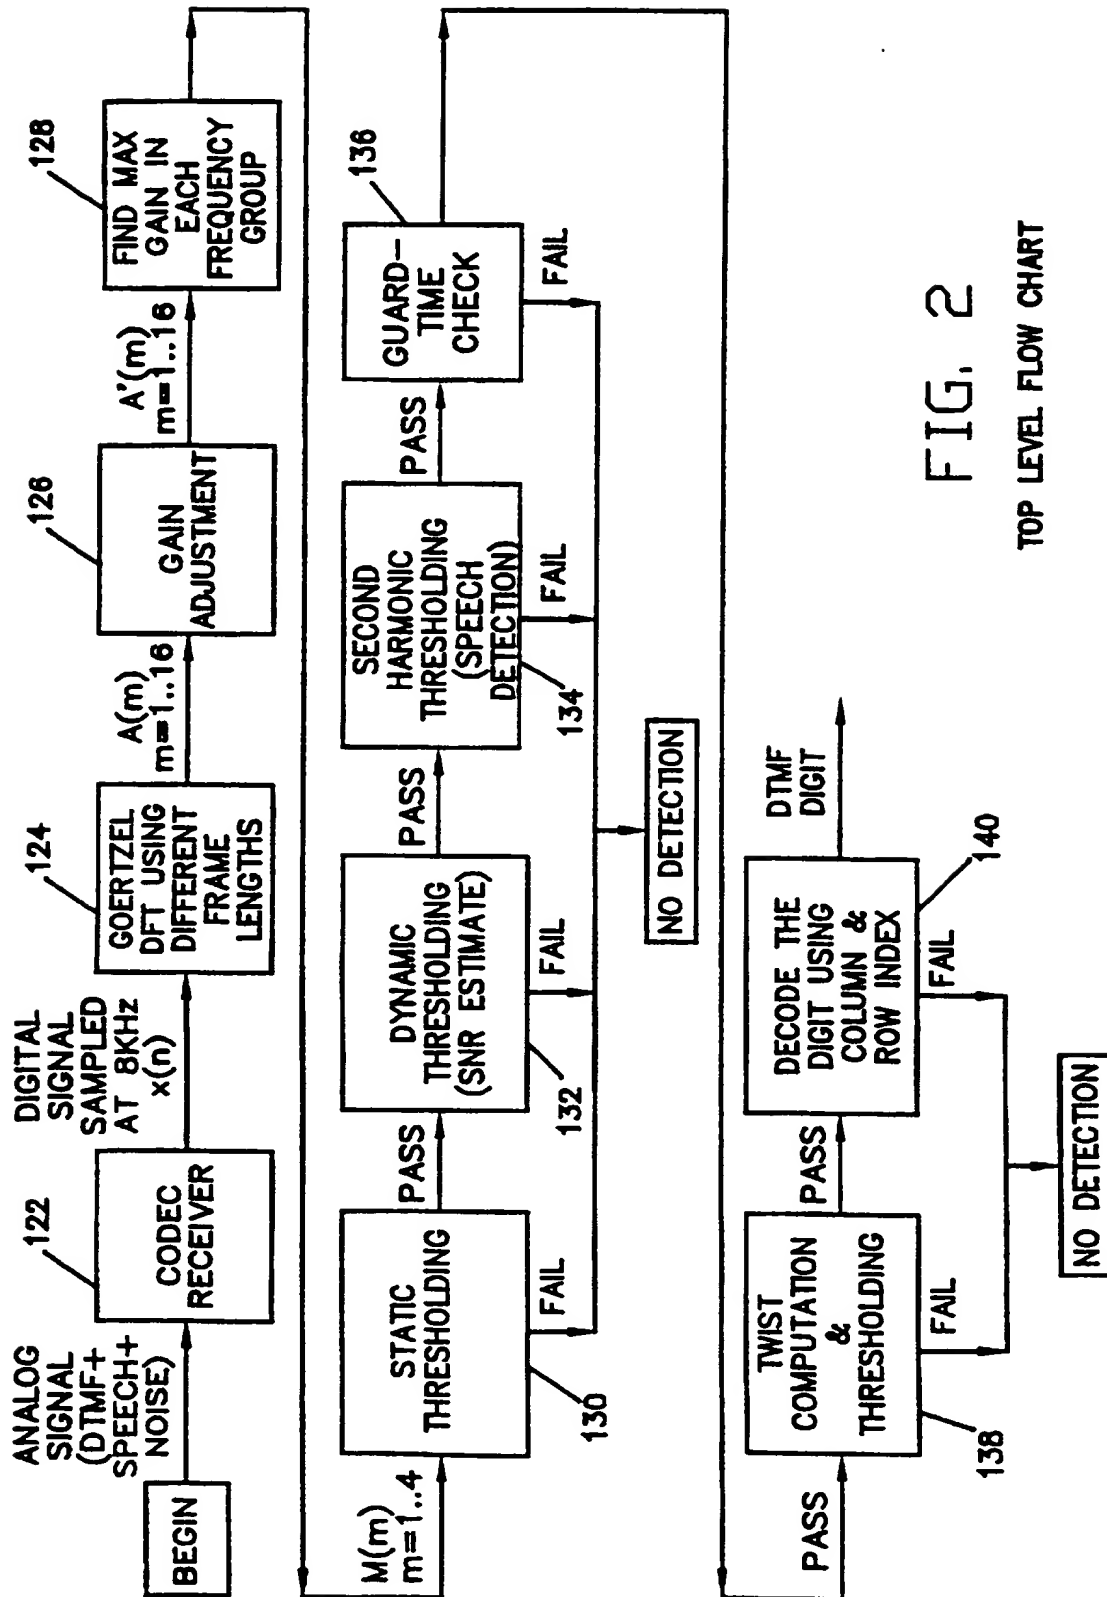 BEGIN
ANALOG
SIGNAL
(DTMF+
SPEECH+
NOISE)
122
CODEC
RECEIVER
DIGITAL
SIGNAL
SAMPLED
AT 8KHz
x(n)
124
GOERTZEL
DFT USING
DIFFERENT
FRAME
LENGTHS
A(m)
m=1..16
126
GAIN
ADJUSTMENT
A'(m)
m=1..16
128
FIND MAX
GAIN IN
EACH
FREQUENCY
GROUP
M(m)
m=1..4
STATIC
THRESHOLDING
130
FAIL
PASS
DYNAMIC
THRESHOLDING
(SNR ESTIMATE)
132
FAIL
PASS
SECOND
HARMONIC
THRESHOLDING
(SPEECH
DETECTION)
134
FAIL
PASS
136
GUARD-
TIME
CHECK
FAIL
NO DETECTION
PASS
TWIST
COMPUTATION
&
THRESHOLDING
138
FAIL
PASS
DECODE THE
DIGIT USING
COLUMN &
ROW INDEX
140
FAIL
DTMF
DIGIT
NO DETECTION
FIG. 2
TOP LEVEL FLOW CHART